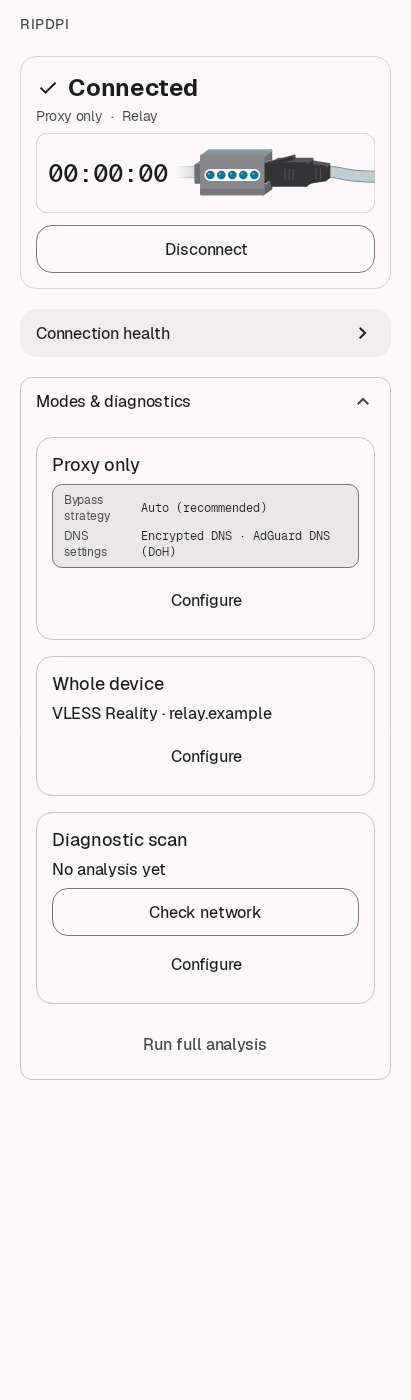 RIPDPI
Connected
Proxy only · Relay
00:00:00
Disconnect
Connection health
Modes & diagnostics
Proxy only
Bypass strategy
Auto (recommended)
DNS settings
Encrypted DNS · AdGuard DNS (DoH)
Configure
Whole device
VLESS Reality · relay.example
Configure
Diagnostic scan
No analysis yet
Check network
Configure
Run full analysis